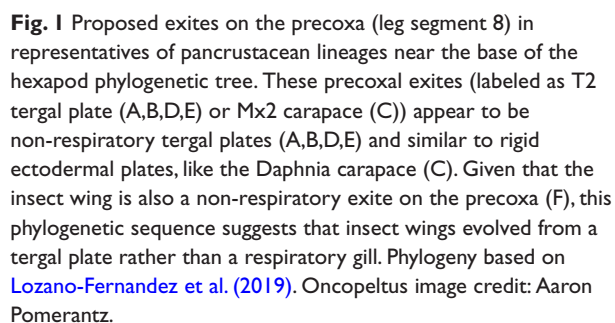 Fig. 1 Proposed exites on the precoxa (leg segment 8) in
representatives of pancrustacean lineages near the base of the
hexapod phylogenetic tree. These precoxal exites (labeled as T2
tergal plate (A,B,D,E) or Mx2 carapace (C)) appear to be
non-respiratory tergal plates (A,B,D,E) and similar to rigid
ectodermal plates, like the Daphnia carapace (C). Given that the
insect wing is also a non-respiratory exite on the precoxa (F), this
phylogenetic sequence suggests that insect wings evolved from a
tergal plate rather than a respiratory gill. Phylogeny based on
Lozano-Fernandez et al. (2019). Oncopeltus image credit: Aaron
Pomerantz.